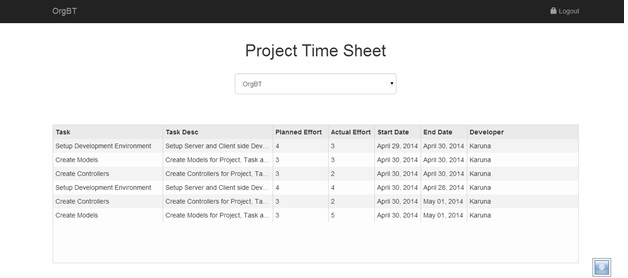 OrgBT Logout
Project Time Sheet
OrgBT
Task Task Desc Planned Effort Actual Effort Start Date End Date Developer
Setup Development Environment Setup Server and Client side Dev... 4 3 April 29, 2014 April 30, 2014 Karuna
Create Models Create Models for Project, Task a... 3 3 April 30, 2014 April 30, 2014 Karuna
Create Controllers Create Controllers for Project, Ta... 3 2 April 30, 2014 April 30, 2014 Karuna
Setup Development Environment Setup Server and Client side Dev... 4 4 April 30, 2014 April 28, 2014 Karuna
Create Controllers Create Controllers for Project, Ta... 3 2 April 30, 2014 May 01, 2014 Karuna
Create Models Create Models for Project, Task a... 3 5 April 30, 2014 May 01, 2014 Karuna